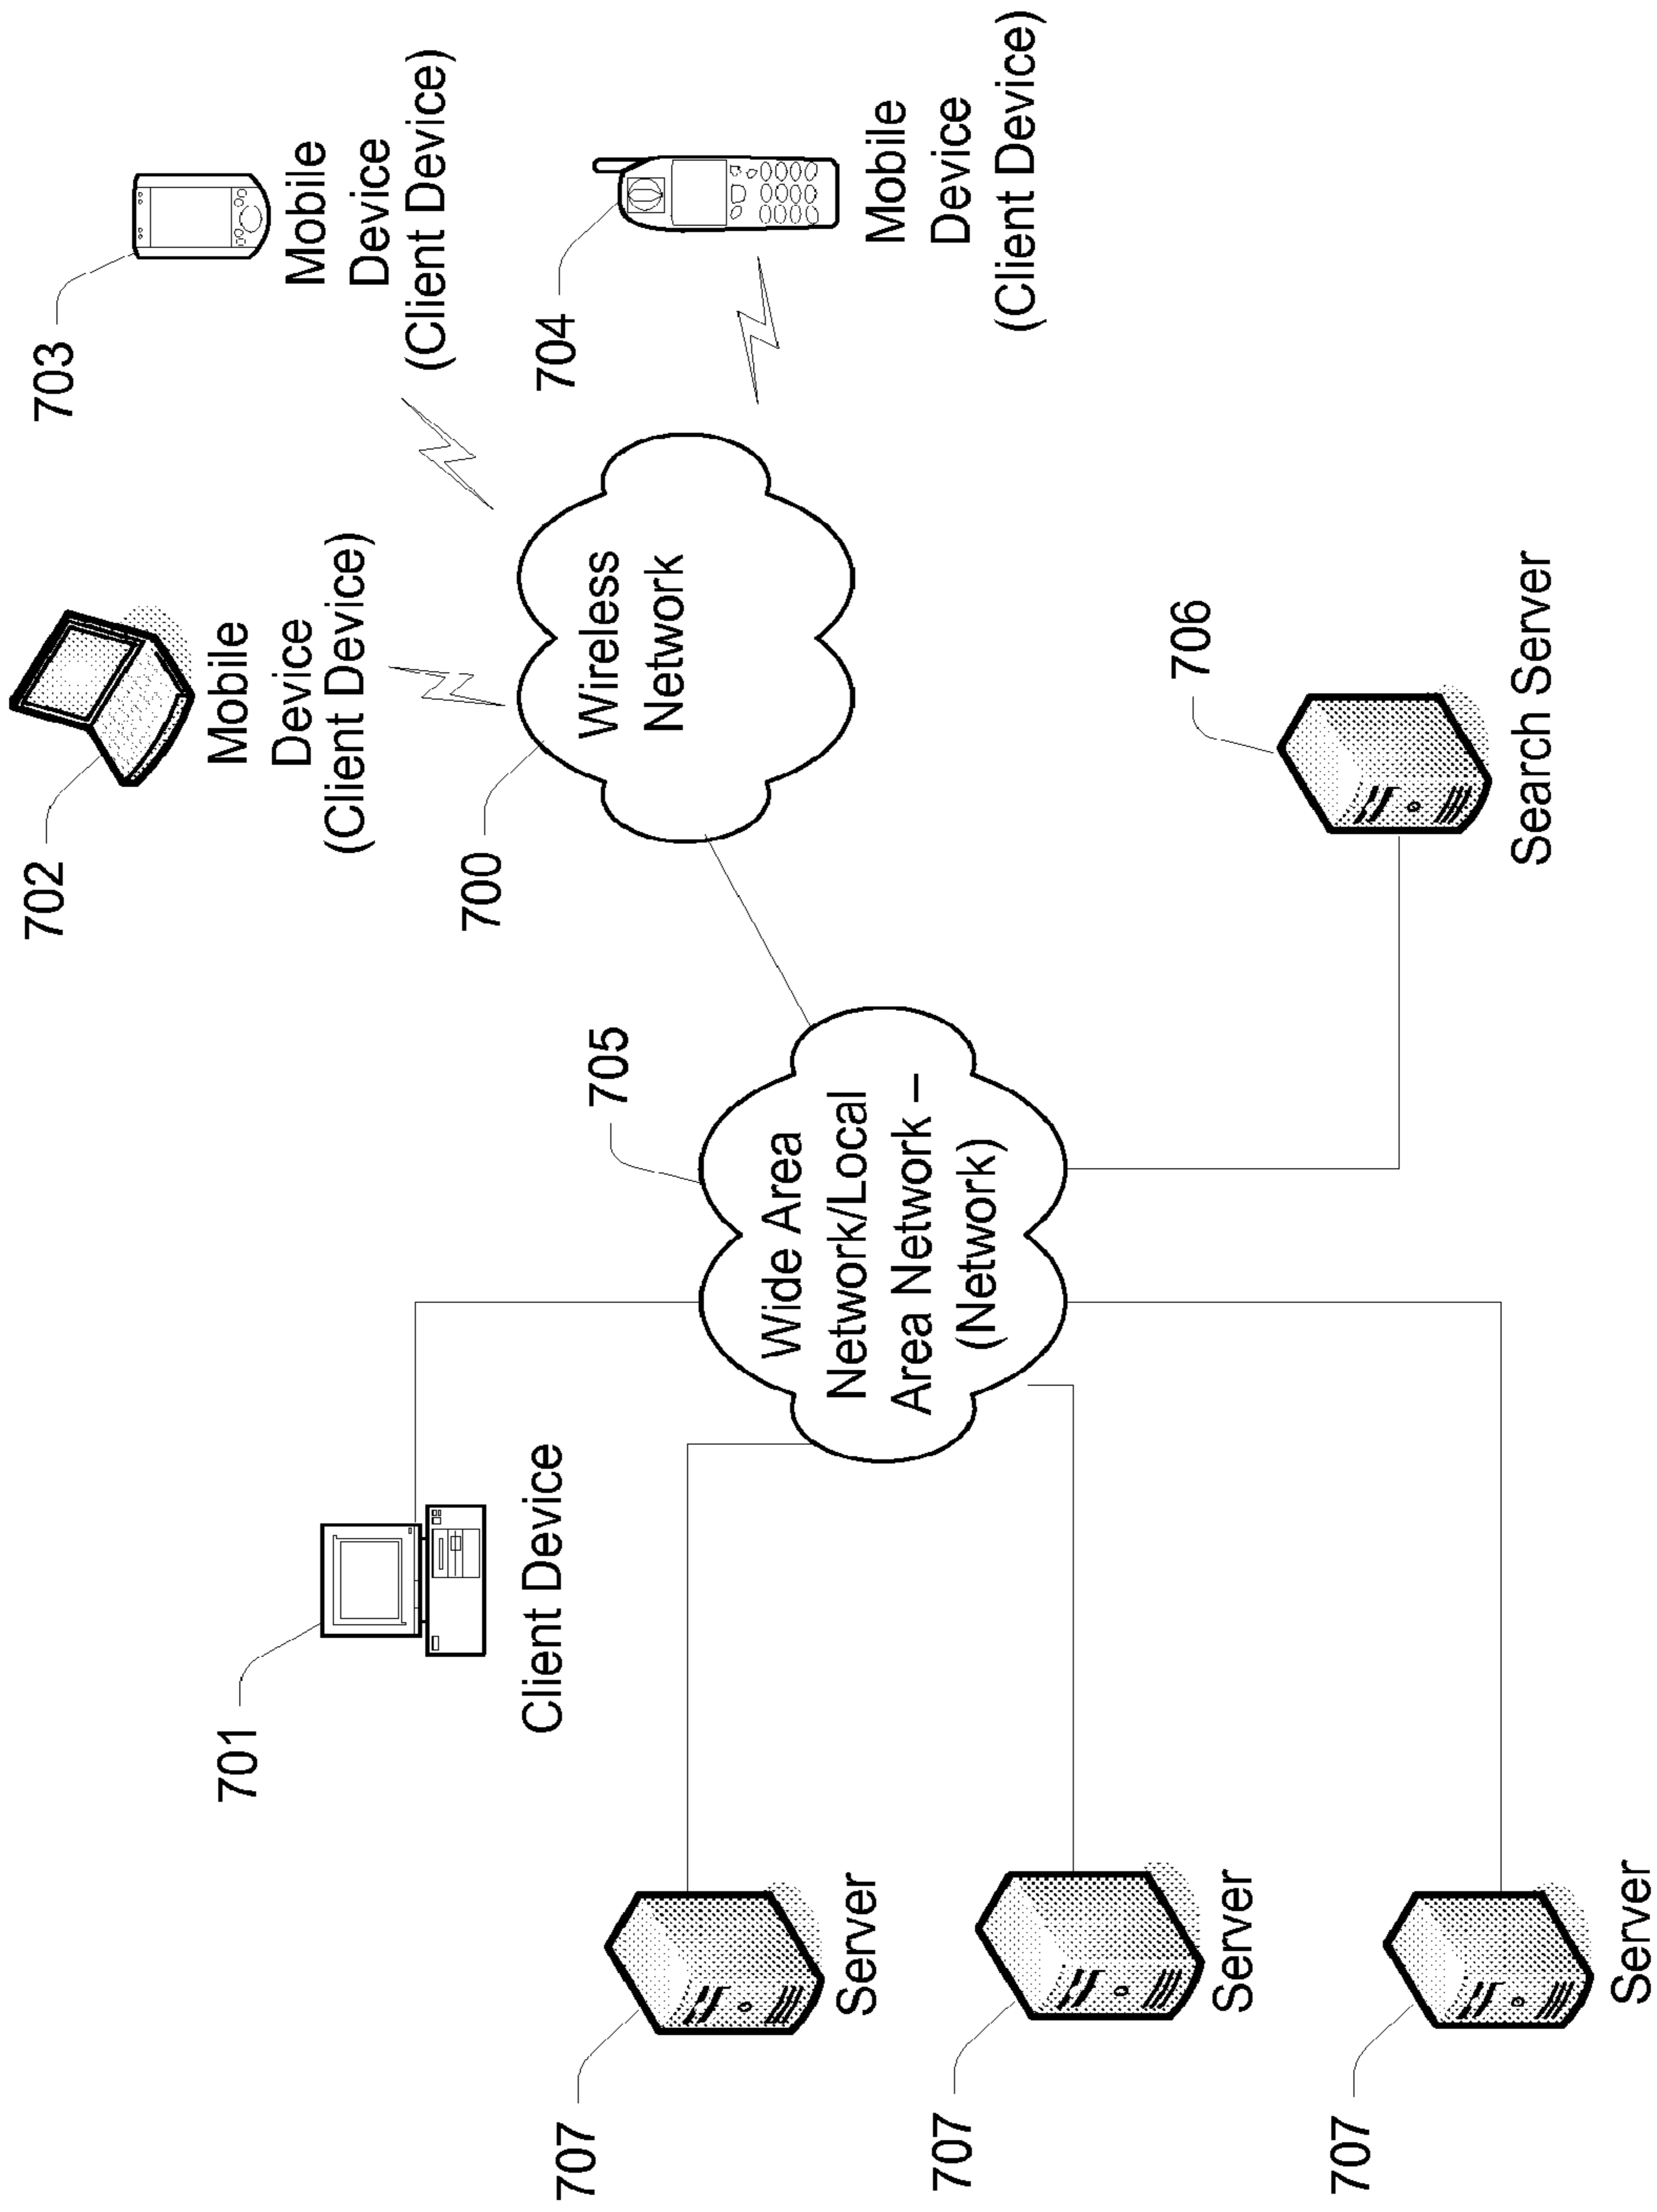 702
703
Mobile
Device
(Client Device)
Mobile
Device
(Client Device)
701
Client Device
700
Wireless
Network
704
Mobile
Device
(Client Device)
705
Wide Area
Network/Local
Area Network –
(Network)
707
Server
707
Server
706
Search Server
707
Server